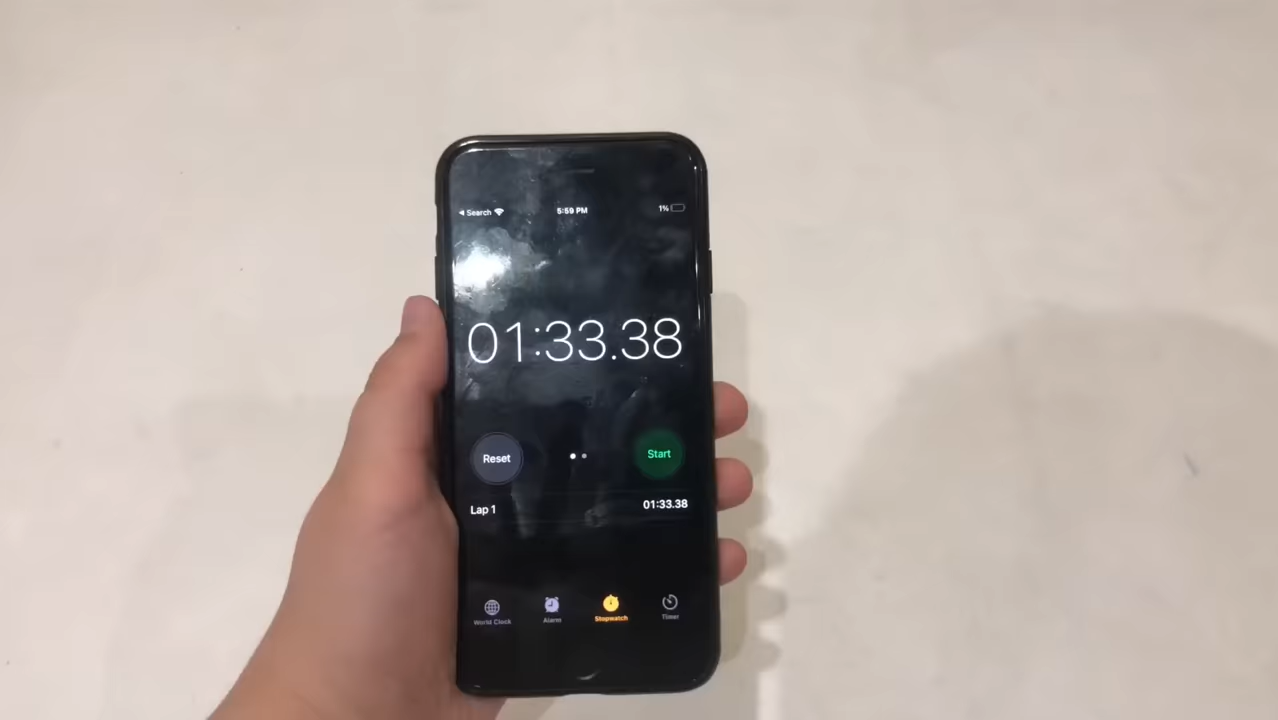 ◀ Search 5:59 PM 1%
01:33.38
Reset Start
Lap 1 01:33.38
World Clock Alarm Stopwatch Timer